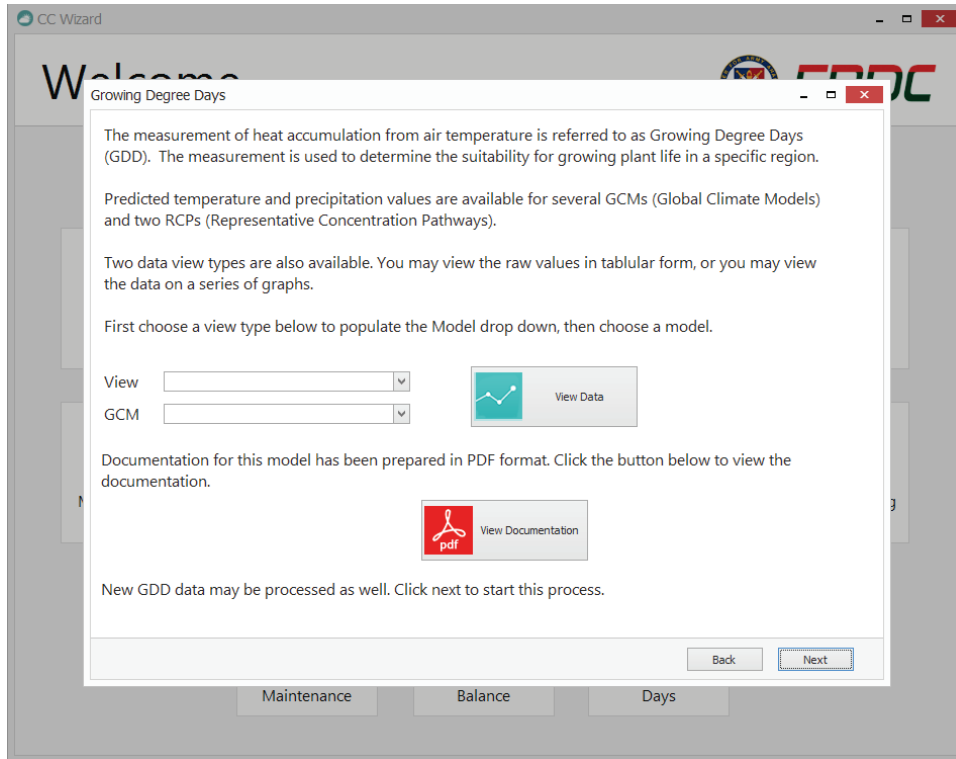 CC Wizard
Growing Degree Days
The measurement of heat accumulation from air temperature is referred to as Growing Degree Days
(GDD).  The measurement is used to determine the suitability for growing plant life in a specific region.
Predicted temperature and precipitation values are available for several GCMs (Global Climate Models)
and two RCPs (Representative Concentration Pathways).
Two data view types are also available. You may view the raw values in tablular form, or you may view
the data on a series of graphs.
First choose a view type below to populate the Model drop down, then choose a model.
View
View Data
GCM
Documentation for this model has been prepared in PDF format. Click the button below to view the
documentation.
pdf
View Documentation
New GDD data may be processed as well. Click next to start this process.
Back
Next
Maintenance
Balance
Days